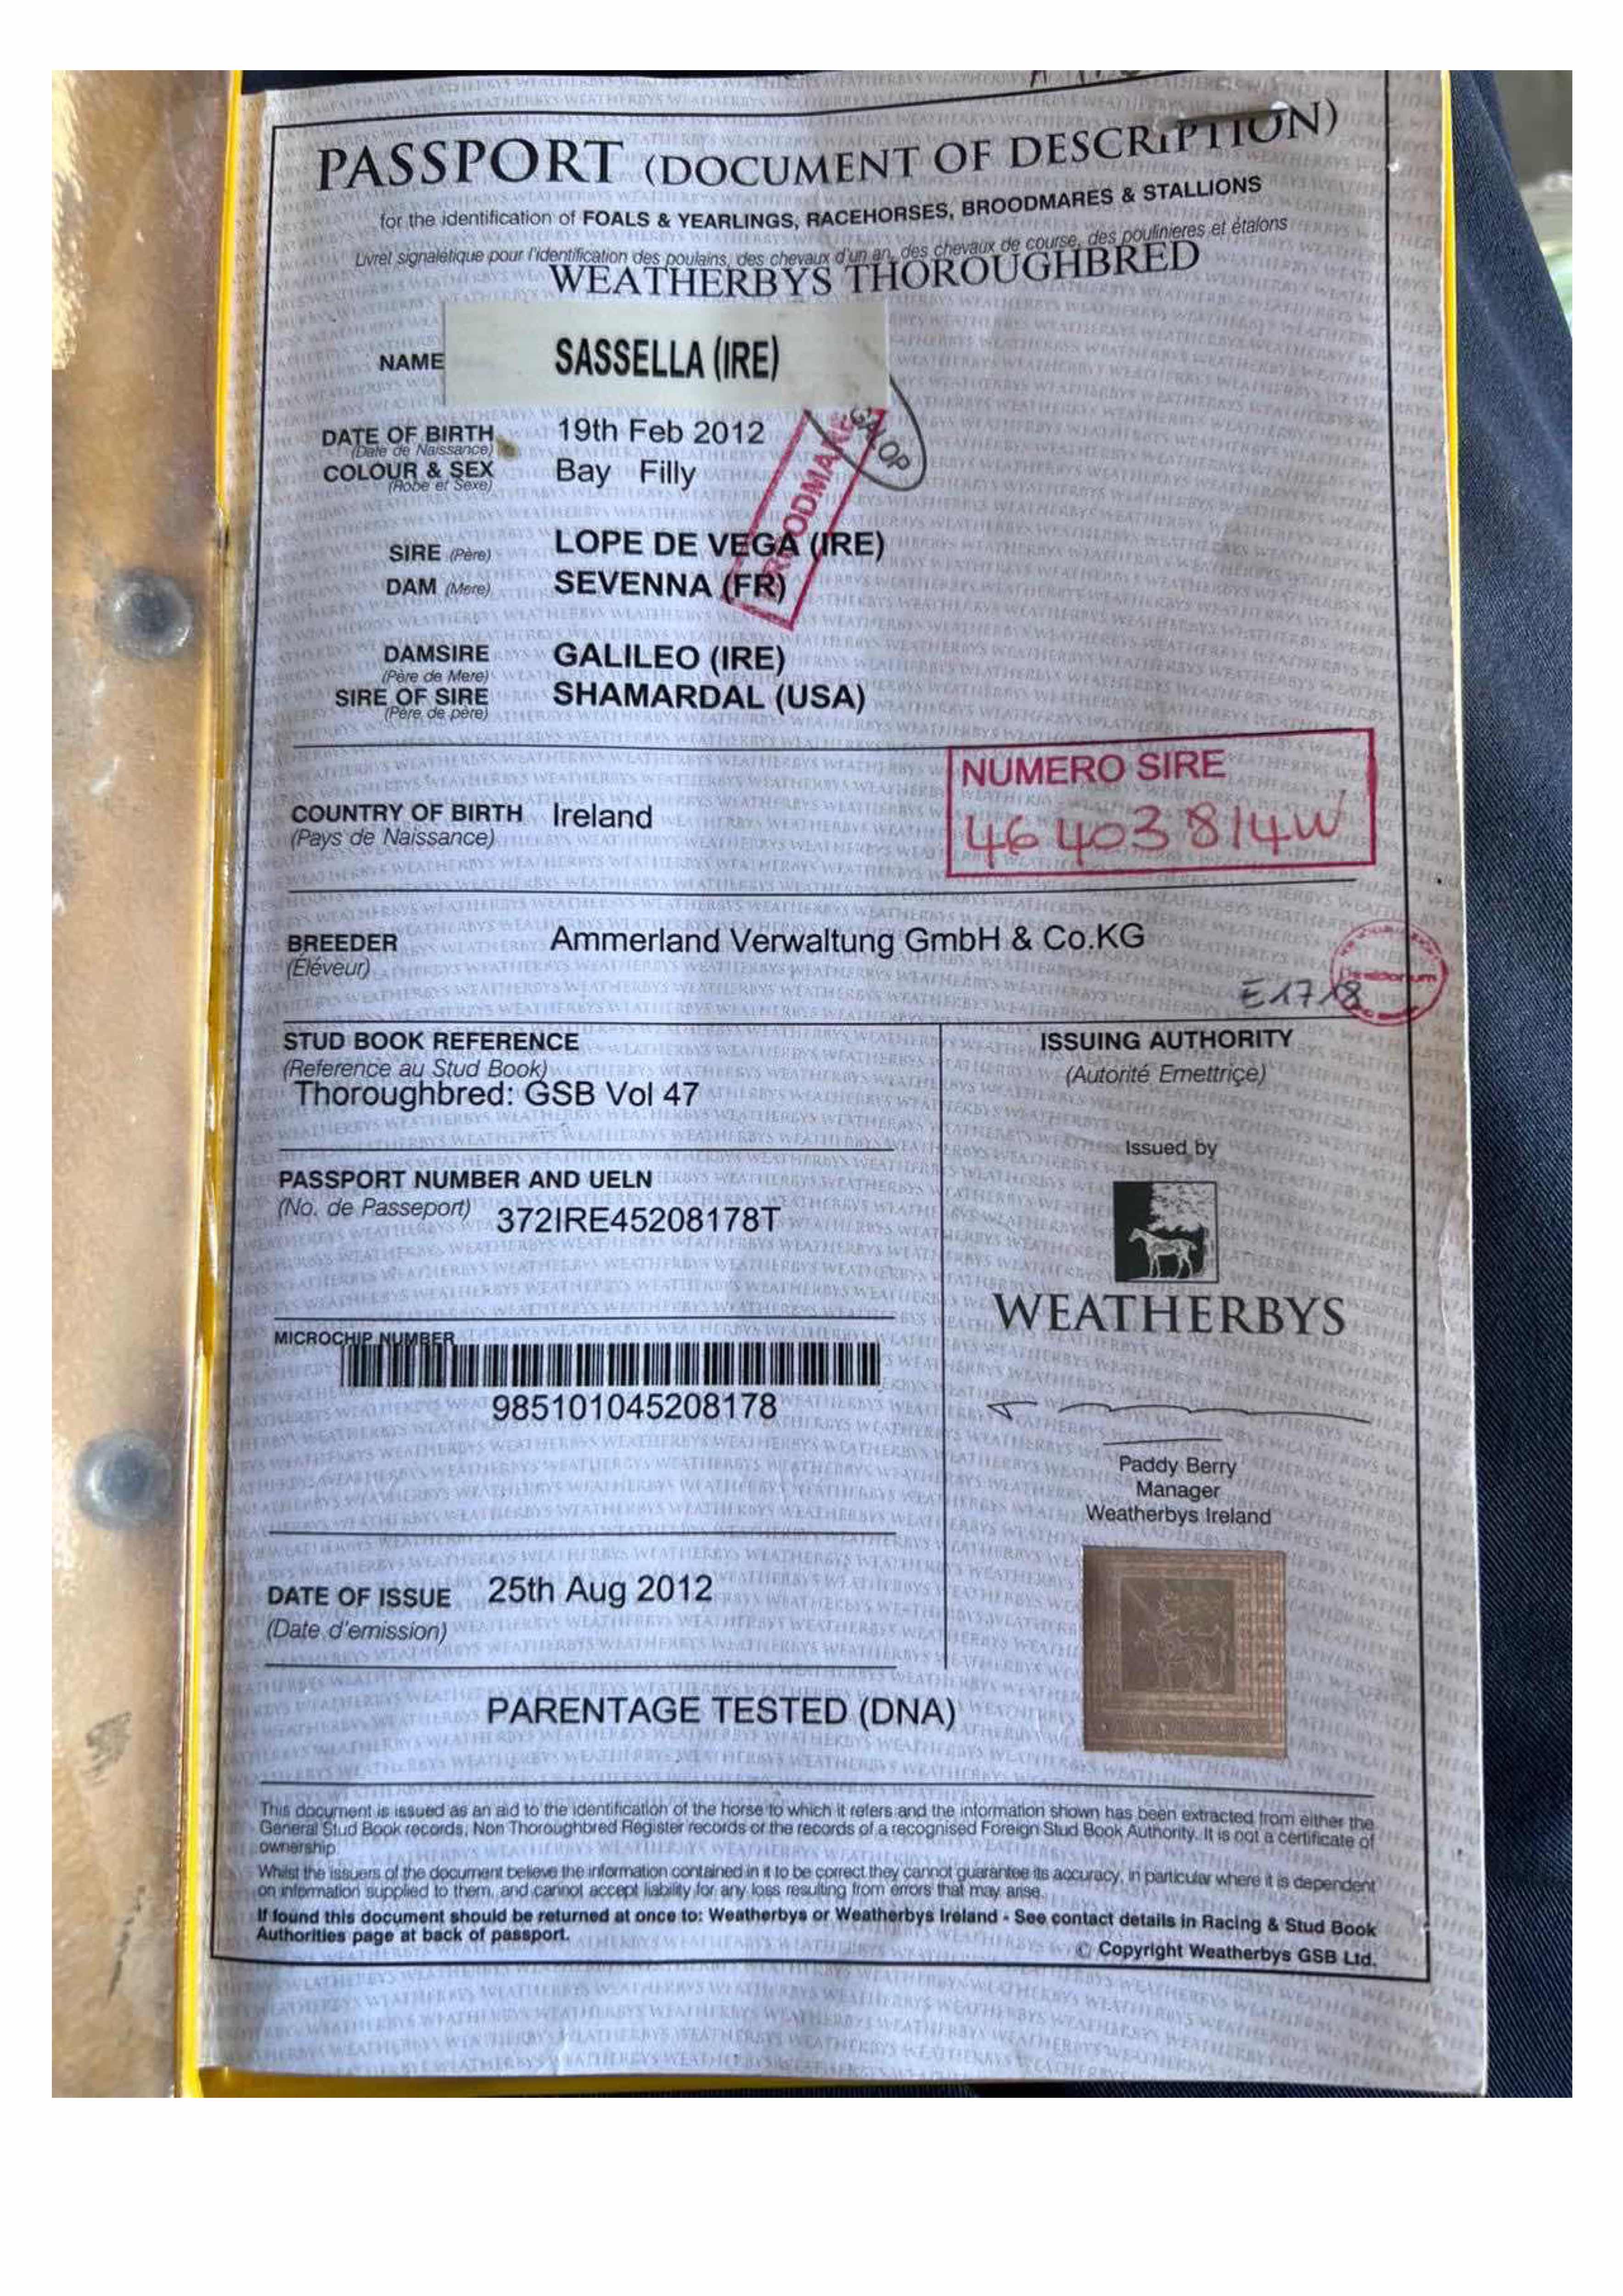 PASSPORT (DOCUMENT OF DESCRIPTION)
for the identification of FOALS & YEARLINGS, RACEHORSES, BROODMARES & STALLIONS
Livret signalétique pour l'identification des poulains, des chevaux d'un an, des chevaux de course, des poulinieres et étalons
WEATHERBYS THOROUGHBRED
NAME SASSELLA (IRE)
GALOP
BROODMARE
DATE OF BIRTH 19th Feb 2012
(Date de Naissance)
COLOUR & SEX Bay Filly
(Robe et Sexe)
SIRE (Père) LOPE DE VEGA (IRE)
DAM (Mere) SEVENNA (FR)
DAMSIRE GALILEO (IRE)
(Père de Mere)
SIRE OF SIRE SHAMARDAL (USA)
(Père de père)
NUMERO SIRE
46403814W
COUNTRY OF BIRTH Ireland
(Pays de Naissance)
BREEDER Ammerland Verwaltung GmbH & Co.KG
(Éléveur)
E1718
STUD BOOK REFERENCE
(Reference au Stud Book)
Thoroughbred: GSB Vol 47
ISSUING AUTHORITY
(Autorité Emettriçe)
Issued by
WEATHERBYS
PASSPORT NUMBER AND UELN
(No. de Passeport) 372IRE45208178T
MICROCHIP NUMBER
985101045208178
Paddy Berry
Manager
Weatherbys Ireland
DATE OF ISSUE 25th Aug 2012
(Date d'emission)
PARENTAGE TESTED (DNA)
This document is issued as an aid to the identification of the horse to which it refers and the information shown has been extracted from either the
General Stud Book records, Non Thoroughbred Register records or the records of a recognised Foreign Stud Book Authority. It is not a certificate of
ownership.
Whilst the issuers of the document believe the information contained in it to be correct they cannot guarantee its accuracy, in particular where it is dependent
on information supplied to them, and cannot accept liability for any loss resulting from errors that may arise.
If found this document should be returned at once to: Weatherbys or Weatherbys Ireland - See contact details in Racing & Stud Book
Authorities page at back of passport.
© Copyright Weatherbys GSB Ltd.